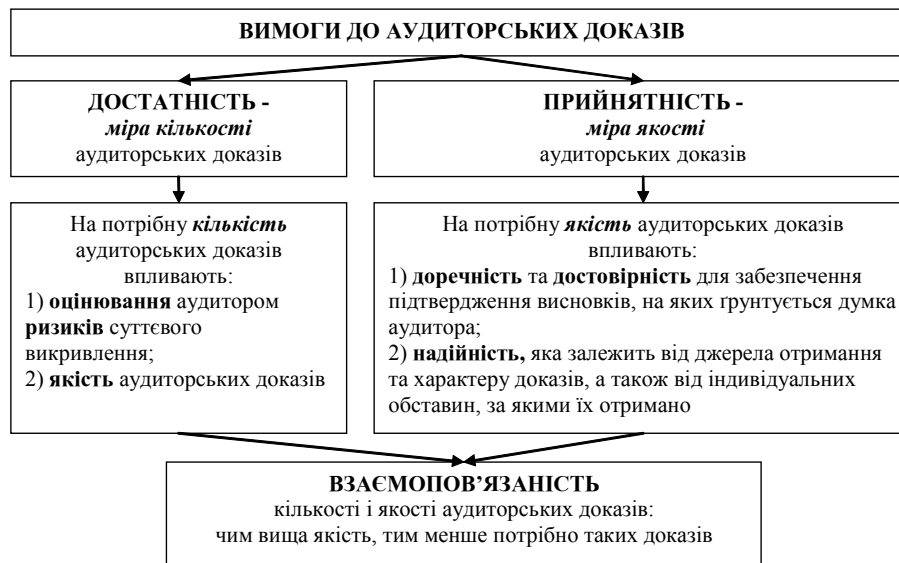 ВИМОГИ ДО АУДИТОРСЬКИХ ДОКАЗІВ
ДОСТАТНІСТЬ -
міра кількості
аудиторських доказів
ПРИЙНЯТНІСТЬ -
міра якості
аудиторських доказів
На потрібну кількість
аудиторських доказів
впливають:
1) оцінювання аудитором
ризиків суттєвого
викривлення;
2) якість аудиторських доказів
На потрібну якість аудиторських доказів
впливають:
1) доречність та достовірність для забезпечення
підтвердження висновків, на яких ґрунтується думка
аудитора;
2) надійність, яка залежить від джерела отримання
та характеру доказів, а також від індивідуальних
обставин, за якими їх отримано
ВЗАЄМОПОВ’ЯЗАНІСТЬ
кількості і якості аудиторських доказів:
чим вища якість, тим менше потрібно таких доказів